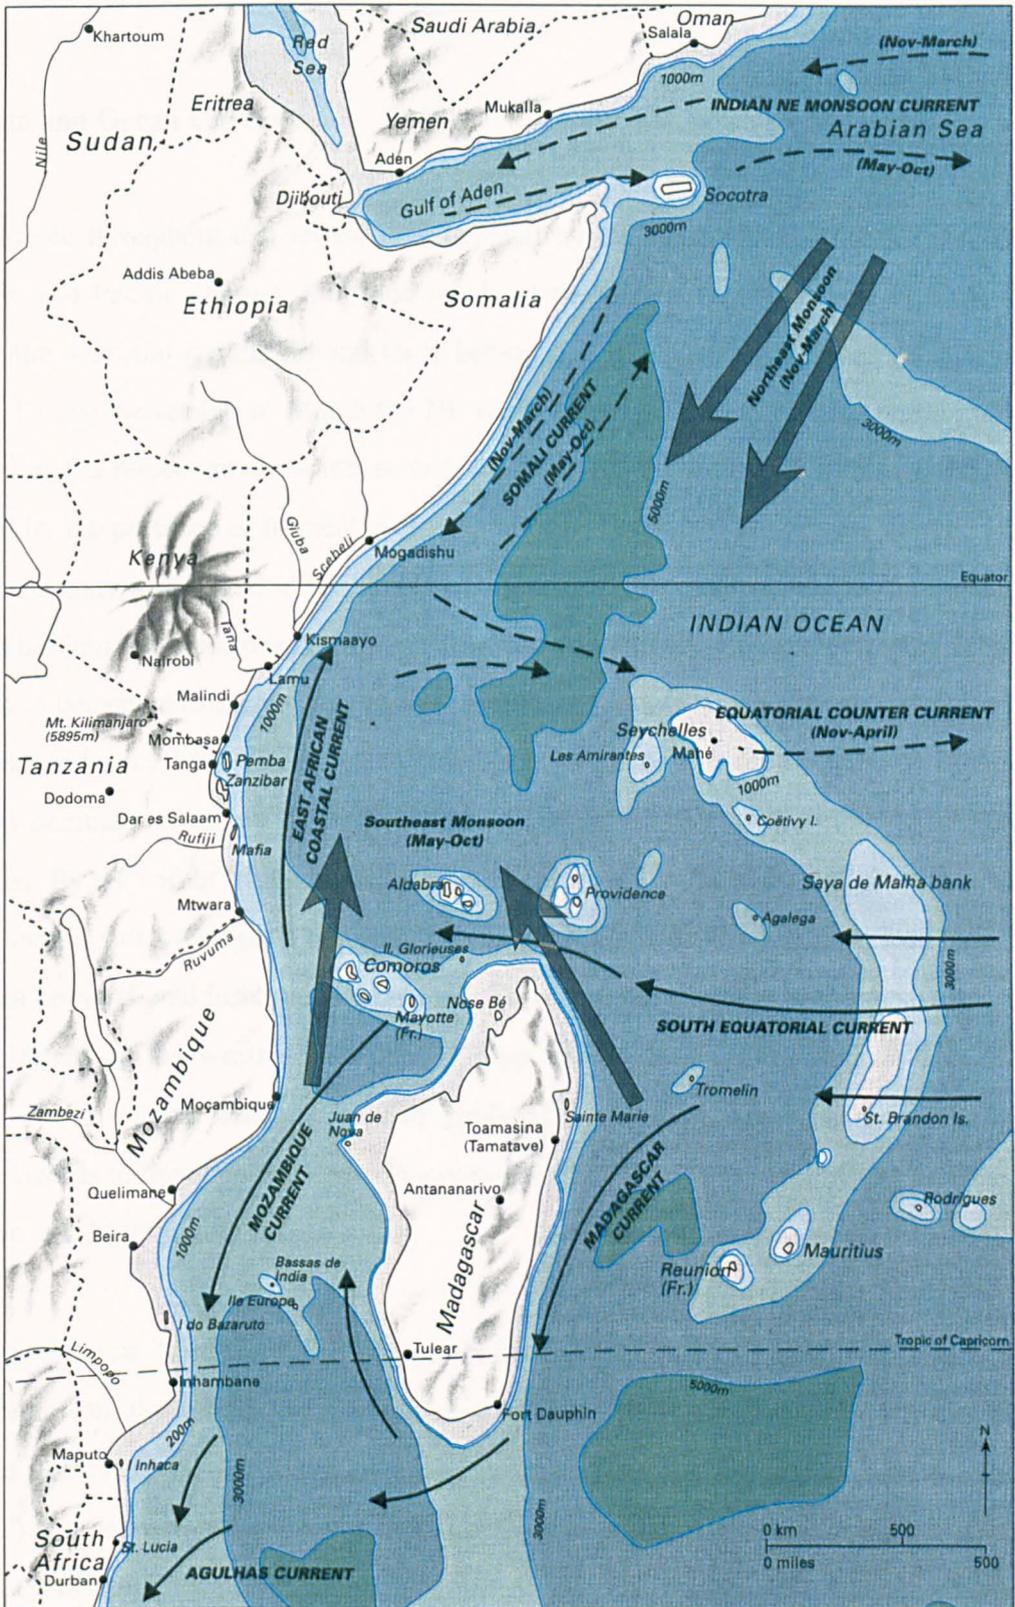 Khartoum
Red
Sea
Saudi Arabia
Oman
Salala
(Nov-March)
1000m
INDIAN NE MONSOON CURRENT
Arabian Sea
(May-Oct)
Eritrea
Sudan
Nile
Yemen
Mukalla
Aden
Djibouti
Gulf of Aden
Socotra
3000m
Addis Abeba
Ethiopia
Somalia
Northeast Monsoon
(Nov-March)
3000m
(Nov-March)
SOMALI CURRENT
(May-Oct)
5000m
Giuba
Scebeli
Mogadishu
Kenya
Equator
INDIAN OCEAN
Tana
Kismaayo
Nairobi
Lamu
Malindi
1000m
Mt. Kilimanjaro
(5895m)
Mombasa
Tanzania
Tanga
Pemba
Zanzibar
Dodoma
Dar es Salaam
Rufiji
Mafia
EAST AFRICAN
COASTAL CURRENT
Seychelles
Les Amirantes
Mahé
EQUATORIAL COUNTER CURRENT
(Nov-April)
1000m
Coëtivy I.
Southeast Monsoon
(May-Oct)
Aldabra
Providence
Saya de Malha bank
Agalega
Mtwara
Ruvuma
Il. Glorieuses
Comoros
Mayotte
(Fr.)
Nose Bé
3000m
SOUTH EQUATORIAL CURRENT
Mozambique
Zambezi
Moçambique
Juan de
Nova
Toamasina
(Tamatave)
Sainte Marie
Tromelin
St. Brandon Is.
Quelimane
MOZAMBIQUE
CURRENT
Antananarivo
Madagascar
MADAGASCAR
CURRENT
Rodrigues
Beira
1000m
Bassas de
India
Ile Europe
I do Bazaruto
Mauritius
Reunion
(Fr.)
Tropic of Capricorn
Limpopo
Tulear
Inhambane
5000m
Fort Dauphin
200m
Maputo
Inhaca
3000m
3000m
N
South
Africa
St. Lucia
Durban
AGULHAS CURRENT
0 km 500
0 miles 500